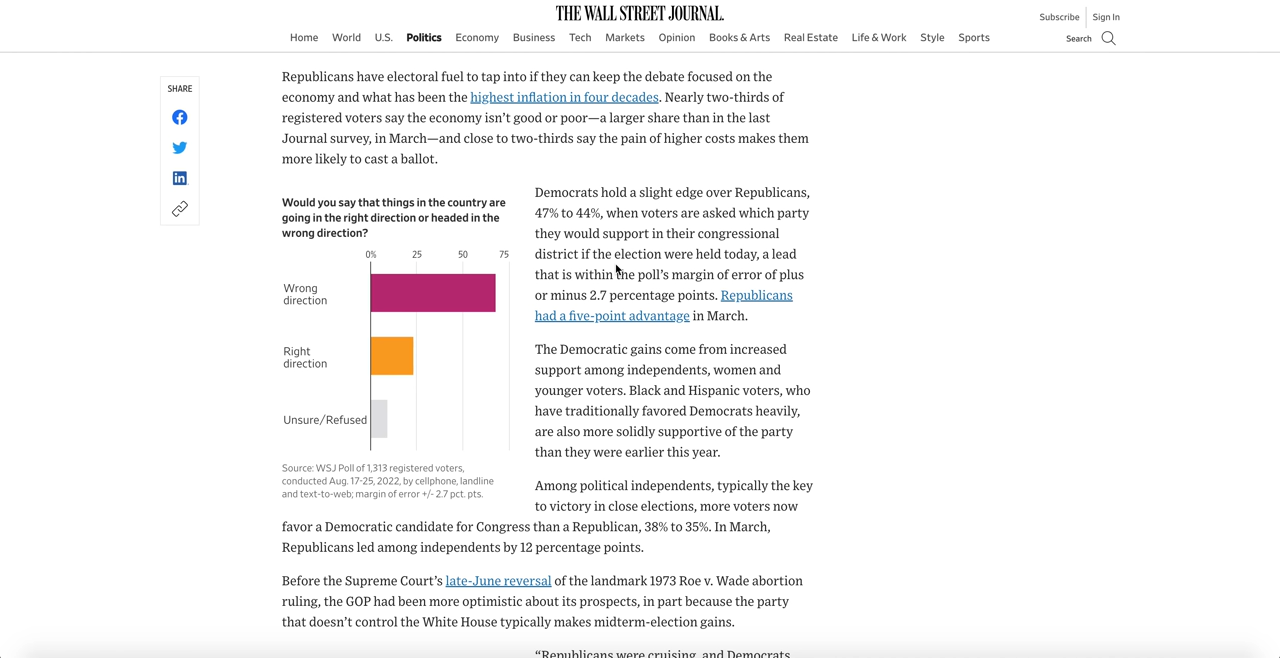 THE WALL STREET JOURNAL.
Subscribe Sign In
Home World U.S. Politics Economy Business Tech Markets Opinion Books & Arts Real Estate Life & Work Style Sports
Search
SHARE
Republicans have electoral fuel to tap into if they can keep the debate focused on the
economy and what has been the highest inflation in four decades. Nearly two-thirds of
registered voters say the economy isn’t good or poor—a larger share than in the last
Journal survey, in March—and close to two-thirds say the pain of higher costs makes them
more likely to cast a ballot.
Would you say that things in the country are
going in the right direction or headed in the
wrong direction?
0% 25 50 75
Wrong
direction
Right
direction
Unsure/Refused
Source: WSJ Poll of 1,313 registered voters,
conducted Aug. 17-25, 2022, by cellphone, landline
and text-to-web; margin of error +/- 2.7 pct. pts.
Democrats hold a slight edge over Republicans,
47% to 44%, when voters are asked which party
they would support in their congressional
district if the election were held today, a lead
that is within the poll’s margin of error of plus
or minus 2.7 percentage points. Republicans
had a five-point advantage in March.
The Democratic gains come from increased
support among independents, women and
younger voters. Black and Hispanic voters, who
have traditionally favored Democrats heavily,
are also more solidly supportive of the party
than they were earlier this year.
Among political independents, typically the key
to victory in close elections, more voters now
favor a Democratic candidate for Congress than a Republican, 38% to 35%. In March,
Republicans led among independents by 12 percentage points.
Before the Supreme Court’s late-June reversal of the landmark 1973 Roe v. Wade abortion
ruling, the GOP had been more optimistic about its prospects, in part because the party
that doesn’t control the White House typically makes midterm-election gains.
“Republicans were cruising, and Democrats